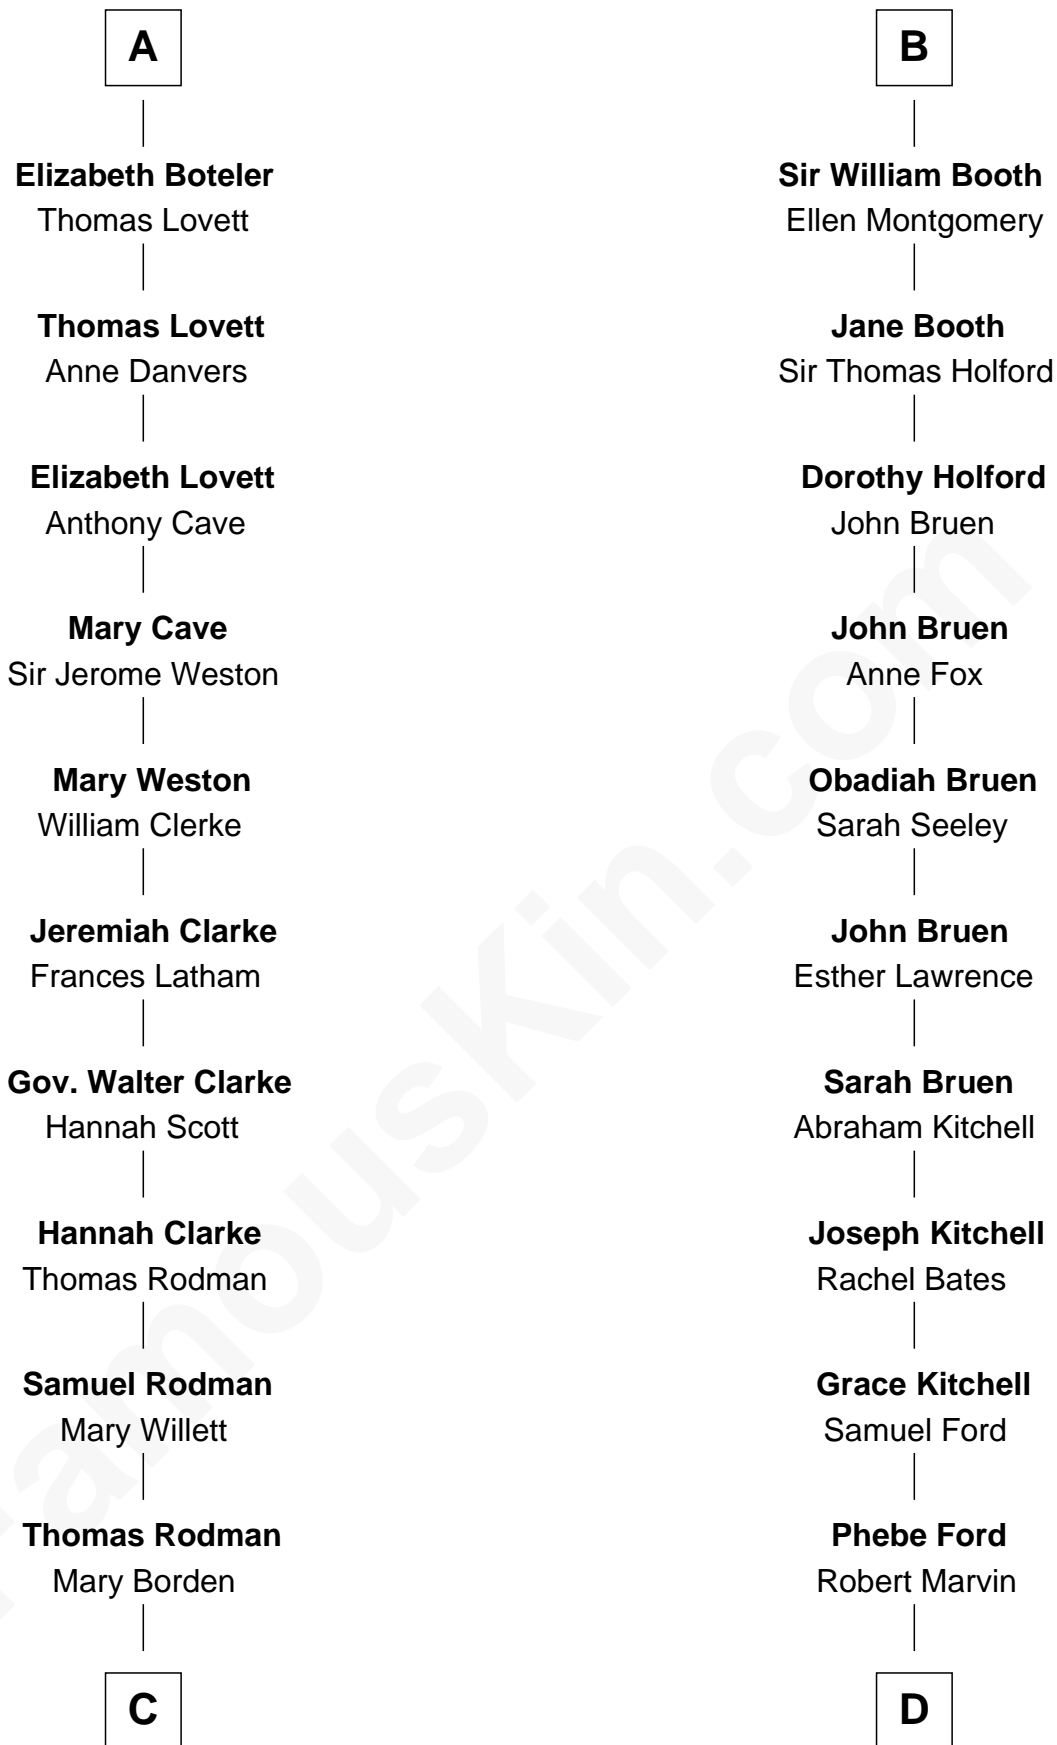 A
Elizabeth Boteler
Thomas Lovett
Thomas Lovett
Anne Danvers
Elizabeth Lovett
Anthony Cave
Mary Cave
Sir Jerome Weston
Mary Weston
William Clerke
Jeremiah Clarke
Frances Latham
Gov. Walter Clarke
Hannah Scott
Hannah Clarke
Thomas Rodman
Samuel Rodman
Mary Willett
Thomas Rodman
Mary Borden
C
B
Sir William Booth
Ellen Montgomery
Jane Booth
Sir Thomas Holford
Dorothy Holford
John Bruen
John Bruen
Anne Fox
Obadiah Bruen
Sarah Seeley
John Bruen
Esther Lawrence
Sarah Bruen
Abraham Kitchell
Joseph Kitchell
Rachel Bates
Grace Kitchell
Samuel Ford
Phebe Ford
Robert Marvin
D
FamousKin.com